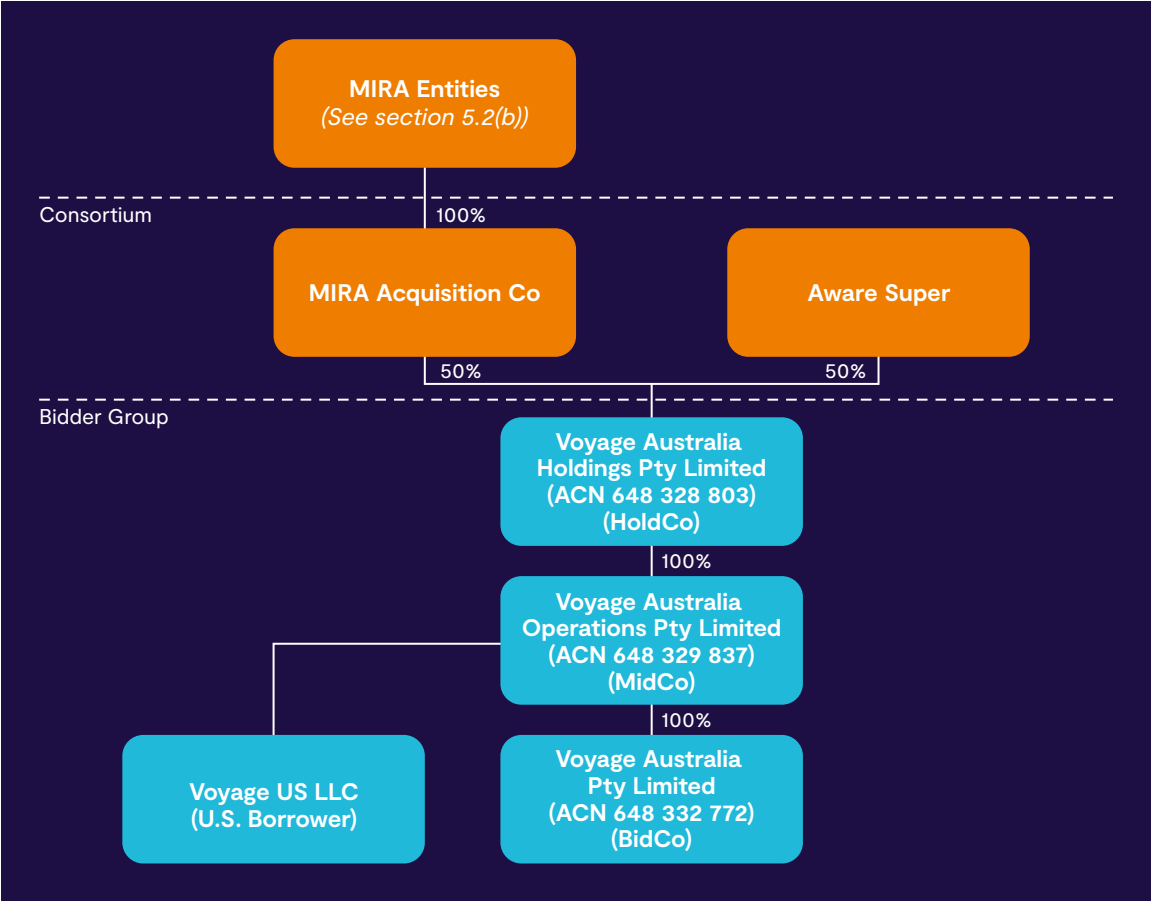 MIRA Entities
(See section 5.2(b))
Consortium
100%
MIRA Acquisition Co
Aware Super
50%
50%
Bidder Group
Voyage Australia
Holdings Pty Limited
(ACN 648 328 803)
(HoldCo)
100%
Voyage Australia
Operations Pty Limited
(ACN 648 329 837)
(MidCo)
100%
Voyage US LLC
(U.S. Borrower)
Voyage Australia
Pty Limited
(ACN 648 332 772)
(BidCo)